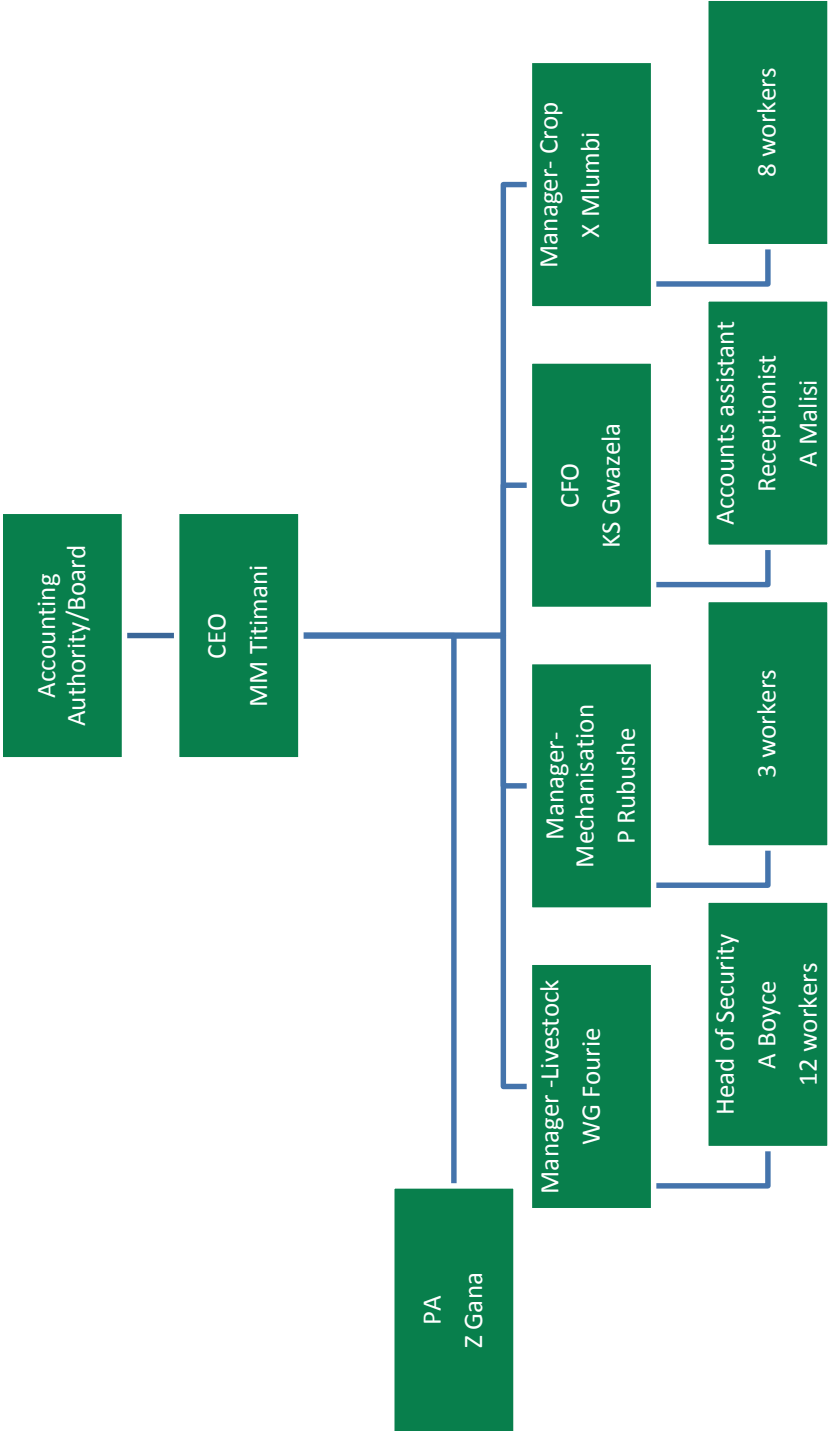 Accounting
Authority/Board
CEO
MM Titimani
PA
Z Gana
Manager -Livestock
WG Fourie
Manager-
Mechanisation
P Rubushe
CFO
KS Gwazela
Manager- Crop
X Mlumbi
Head of Security
A Boyce
12 workers
3 workers
Accounts assistant
Receptionist
A Malisi
8 workers